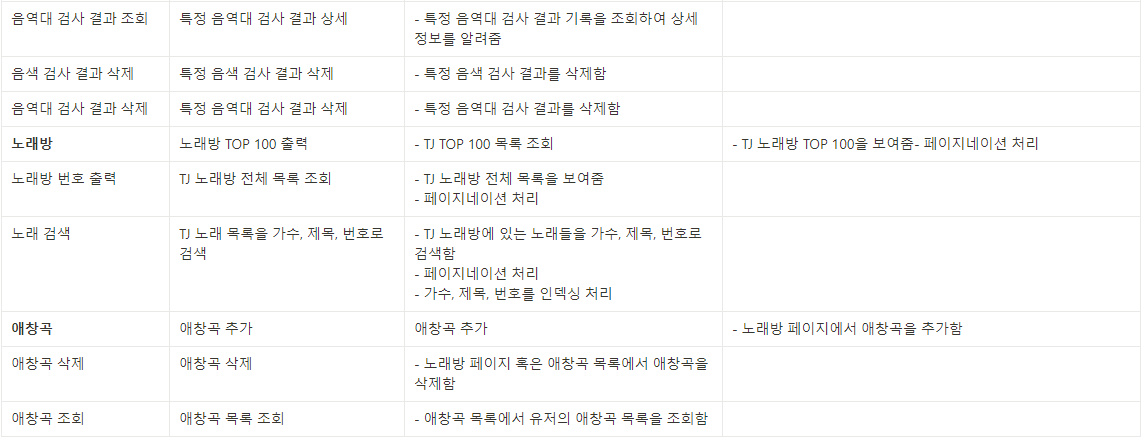 음역대 검사 결과 조회
특정 음역대 검사 결과 상세
- 특정 음역대 검사 결과 기록을 조회하여 상세
정보를 알려줌
음색 검사 결과 삭제
특정 음색 검사 결과 삭제
- 특정 음색 검사 결과를 삭제함
음역대 검사 결과 삭제
특정 음역대 검사 결과 삭제
- 특정 음역대 검사 결과를 삭제함
노래방
노래방 TOP 100 출력
- TJ TOP 100 목록 조회
- TJ 노래방 TOP 100을 보여줌- 페이지네이션 처리
노래방 번호 출력
TJ 노래방 전체 목록 조회
- TJ 노래방 전체 목록을 보여줌
- 페이지네이션 처리
노래 검색
TJ 노래 목록을 가수, 제목, 번호로
검색
- TJ 노래방에 있는 노래들을 가수, 제목, 번호로
검색함
- 페이지네이션 처리
- 가수, 제목, 번호를 인덱싱 처리
애창곡
애창곡 추가
애창곡 추가
- 노래방 페이지에서 애창곡을 추가함
애창곡 삭제
애창곡 삭제
- 노래방 페이지 혹은 애창곡 목록에서 애창곡을
삭제함
애창곡 조회
애창곡 목록 조회
- 애창곡 목록에서 유저의 애창곡 목록을 조회함